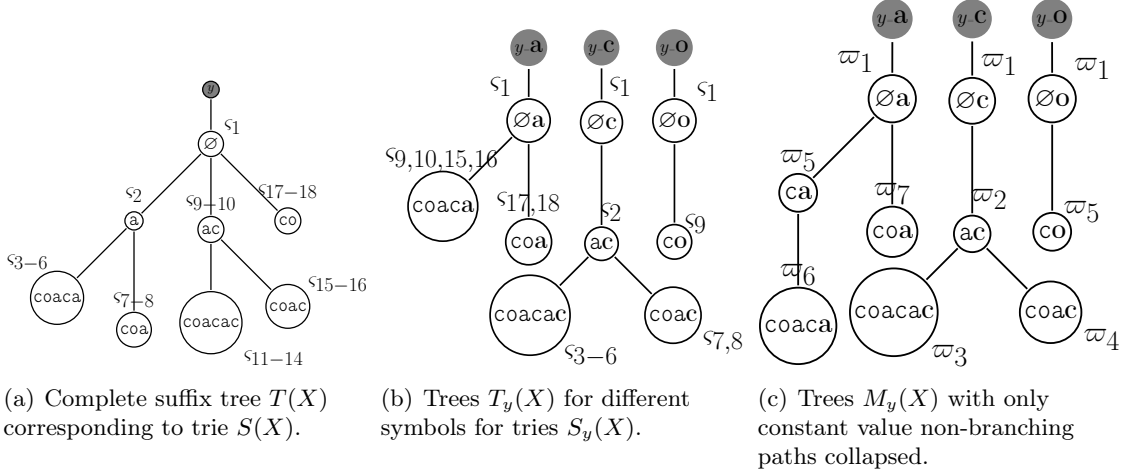 y
ς1
∅
ς2
ς9−10
ς17−18
a
ac
co
ς3−6
ς7−8
ς15−16
coaca
coa
coacac
coac
ς11−14
(a) Complete suffix tree T(X)
corresponding to trie S(X).
y-a y-c y-o
ς1 ς1 ς1
∅a ∅c ∅o
ς9,10,15,16
ς17,18 ς2 ς9
coaca
coa ac co
coacac coac
ς3−6 ς7,8
(b) Trees Ty(X) for different
symbols for tries Sy(X).
y-a y-c y-o
ϖ1 ϖ1 ϖ1
∅a ∅c ∅o
ϖ5
ca ϖ7 ϖ2 ϖ5
coa ac co
ϖ6
coaca coacac coac
ϖ3 ϖ4
(c) Trees My(X) with only
constant value non-branching
paths collapsed.